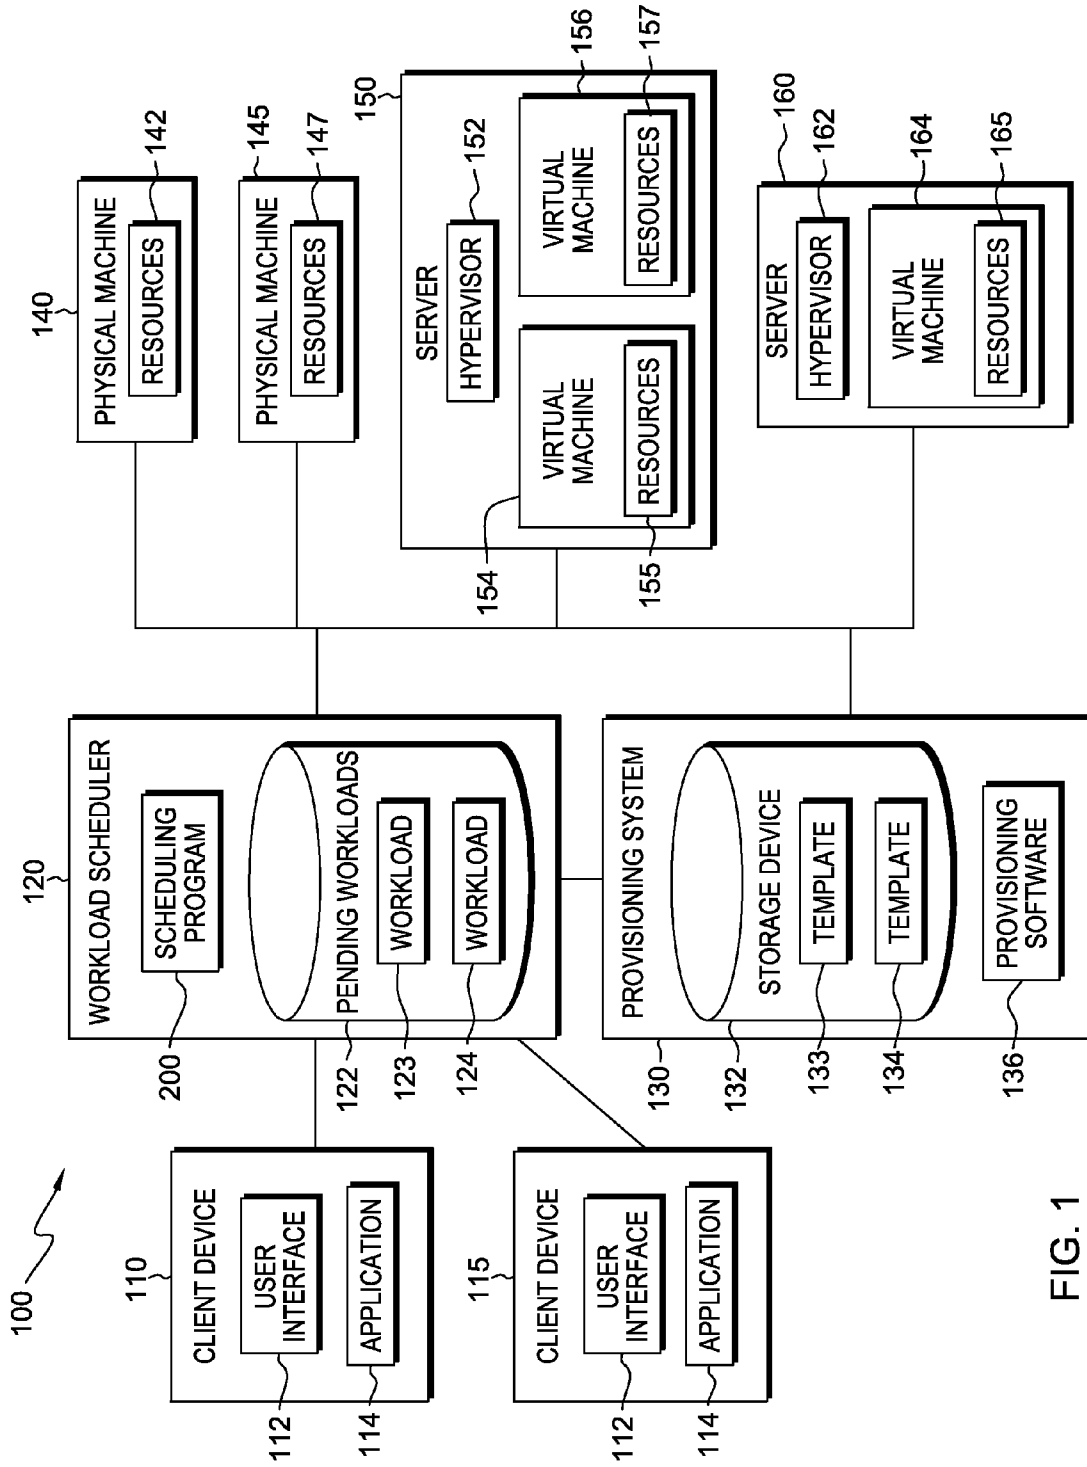 100
110
CLIENT DEVICE
USER
INTERFACE
APPLICATION
112
114
115
CLIENT DEVICE
USER
INTERFACE
APPLICATION
112
114
120
WORKLOAD SCHEDULER
SCHEDULING
PROGRAM
200
PENDING WORKLOADS
WORKLOAD
WORKLOAD
122
123
124
PROVISIONING SYSTEM
STORAGE DEVICE
TEMPLATE
TEMPLATE
PROVISIONING
SOFTWARE
130
132
133
134
136
140
PHYSICAL MACHINE
RESOURCES
142
145
PHYSICAL MACHINE
RESOURCES
147
150
SERVER
HYPERVISOR
152
VIRTUAL
MACHINE
RESOURCES
154
155
VIRTUAL
MACHINE
RESOURCES
156
157
160
SERVER
HYPERVISOR
162
VIRTUAL
MACHINE
RESOURCES
164
165
FIG. 1